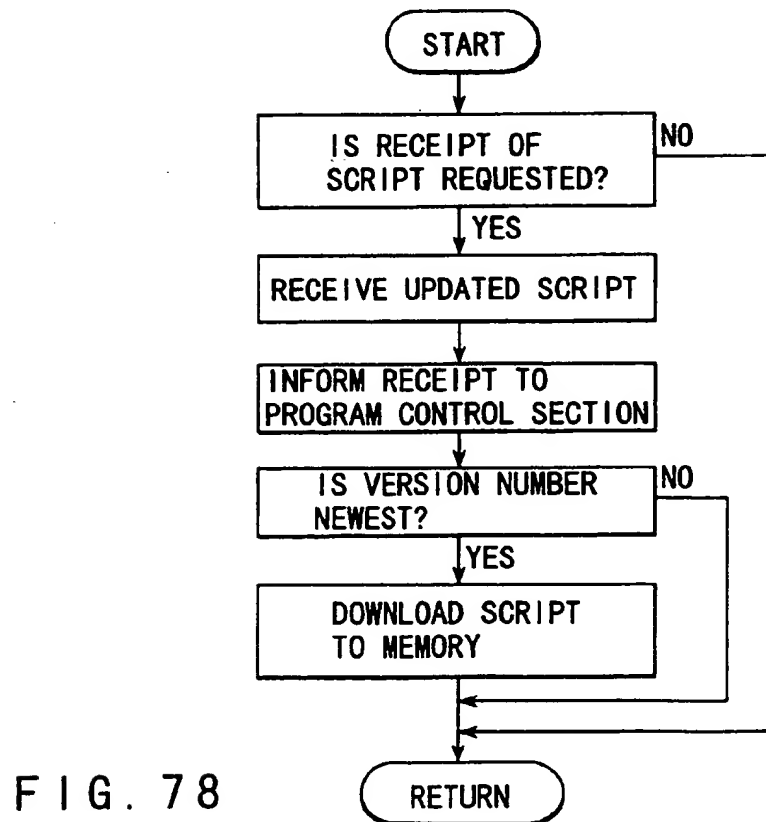 START
IS RECEIPT OF
SCRIPT REQUESTED?
NO
YES
RECEIVE UPDATED SCRIPT
INFORM RECEIPT TO
PROGRAM CONTROL SECTION
IS VERSION NUMBER
NEWEST?
NO
YES
DOWNLOAD SCRIPT
TO MEMORY
RETURN
FIG. 78